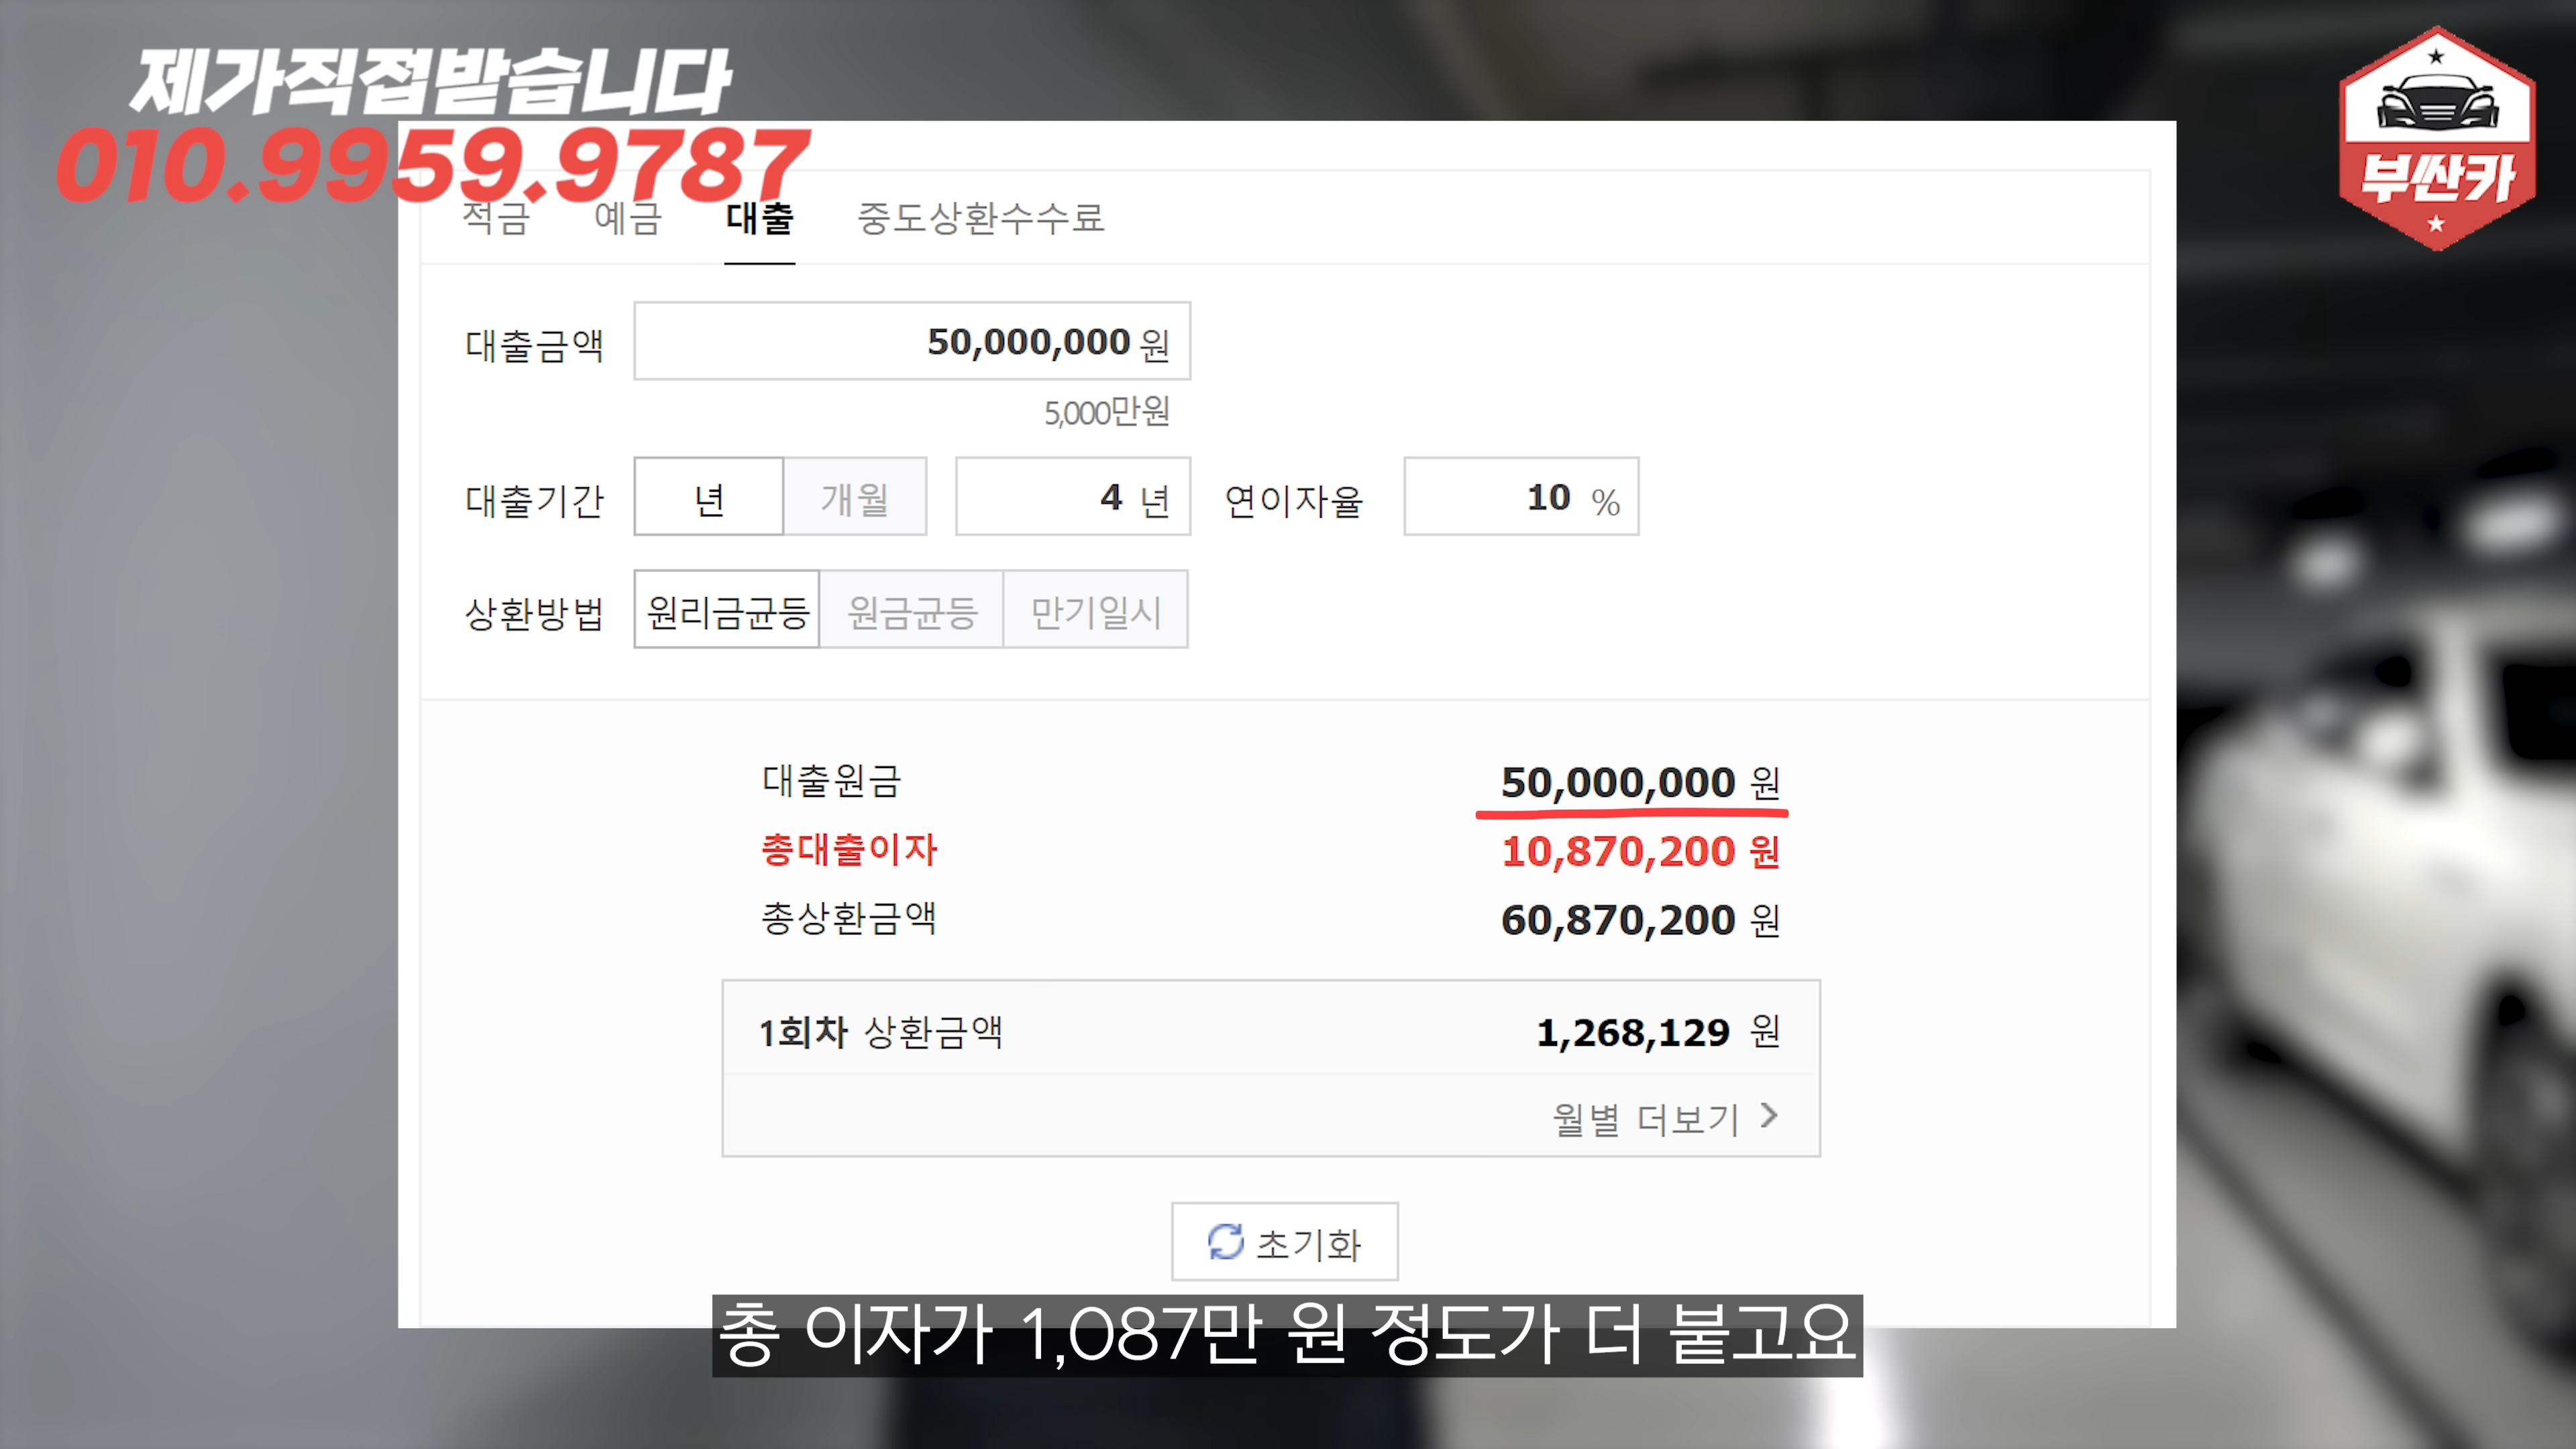 제가직접받습니다
010.9959.9787
부싼카
적금 예금 대출 중도상환수수료
대출금액 50,000,000 원
5,000만원
대출기간 년 개월 4 년 연이자율 10 %
상환방법 원리금균등 원금균등 만기일시
대출원금 50,000,000 원
총대출이자 10,870,200 원
총상환금액 60,870,200 원
1회차 상환금액 1,268,129 원
월별 더보기 >
초기화
총 이자가 1,087만 원 정도가 더 붙고요